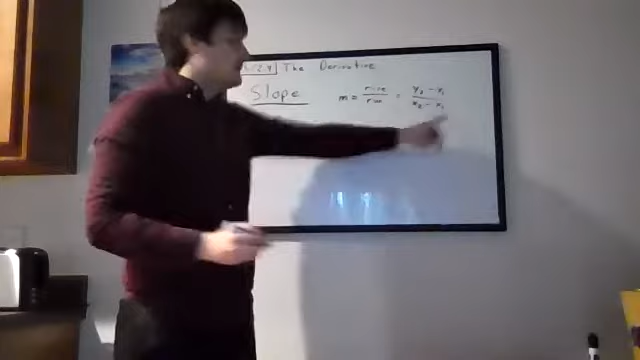 The Derivative
Slope
m = rise/run = y₂ - y₁/x₂ - x₁